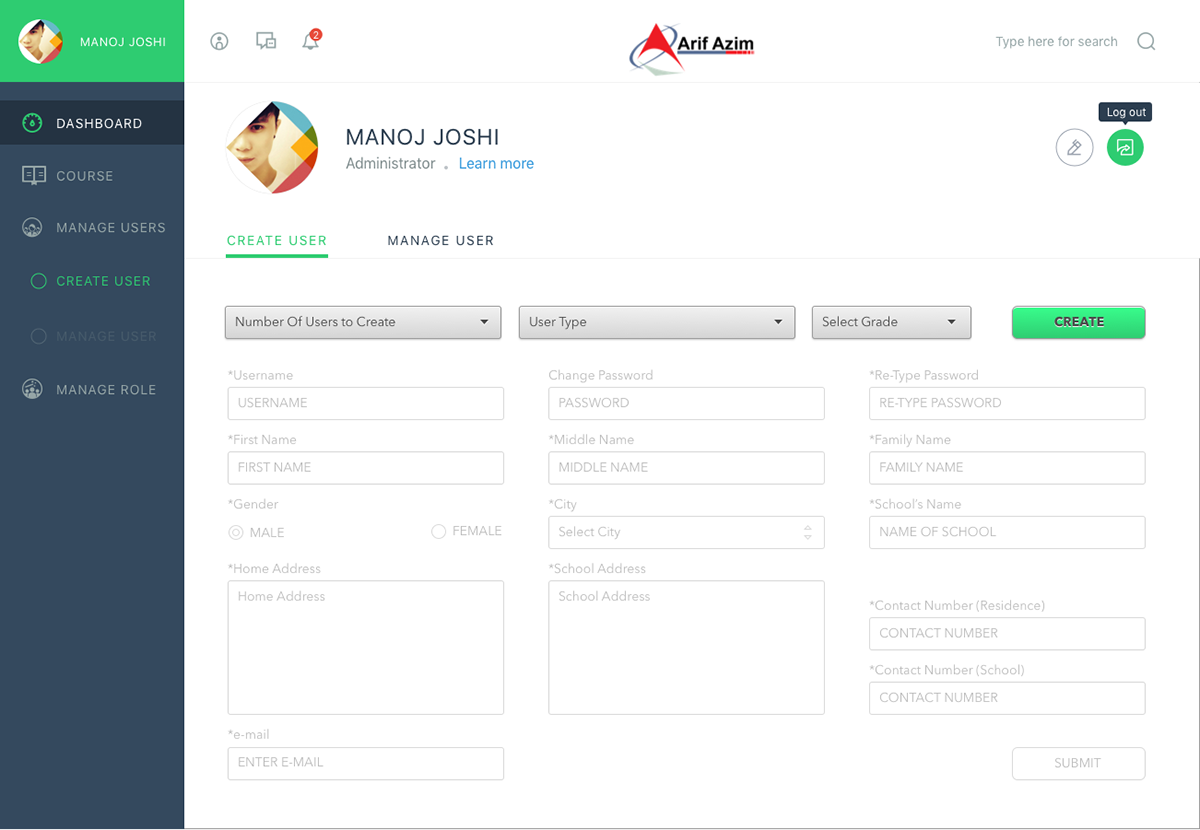 MANOJ JOSHI
2
Arif Azim
Type here for search
Log out
DASHBOARD
COURSE
MANAGE USERS
CREATE USER
MANAGE USER
MANAGE ROLE
MANOJ JOSHI
Administrator . Learn more
CREATE USER MANAGE USER
Number Of Users to Create User Type Select Grade CREATE
*Username Change Password *Re-Type Password
USERNAME PASSWORD RE-TYPE PASSWORD
*First Name *Middle Name *Family Name
FIRST NAME MIDDLE NAME FAMILY NAME
*Gender *City *School's Name
MALE FEMALE Select City NAME OF SCHOOL
*Home Address *School Address
Home Address School Address
*Contact Number (Residence)
CONTACT NUMBER
*Contact Number (School)
CONTACT NUMBER
*e-mail
ENTER E-MAIL SUBMIT